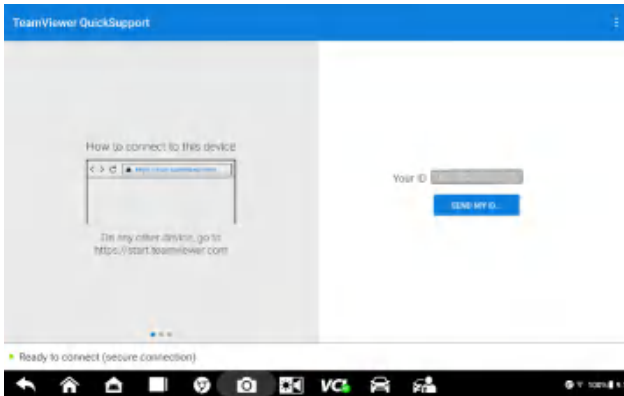 TeamViewer QuickSupport
How to connect to this device
On any other device, go to
https://start.teamviewer.com
Your ID
SEND MY ID...
Ready to connect (secure connection)
VCI
100%